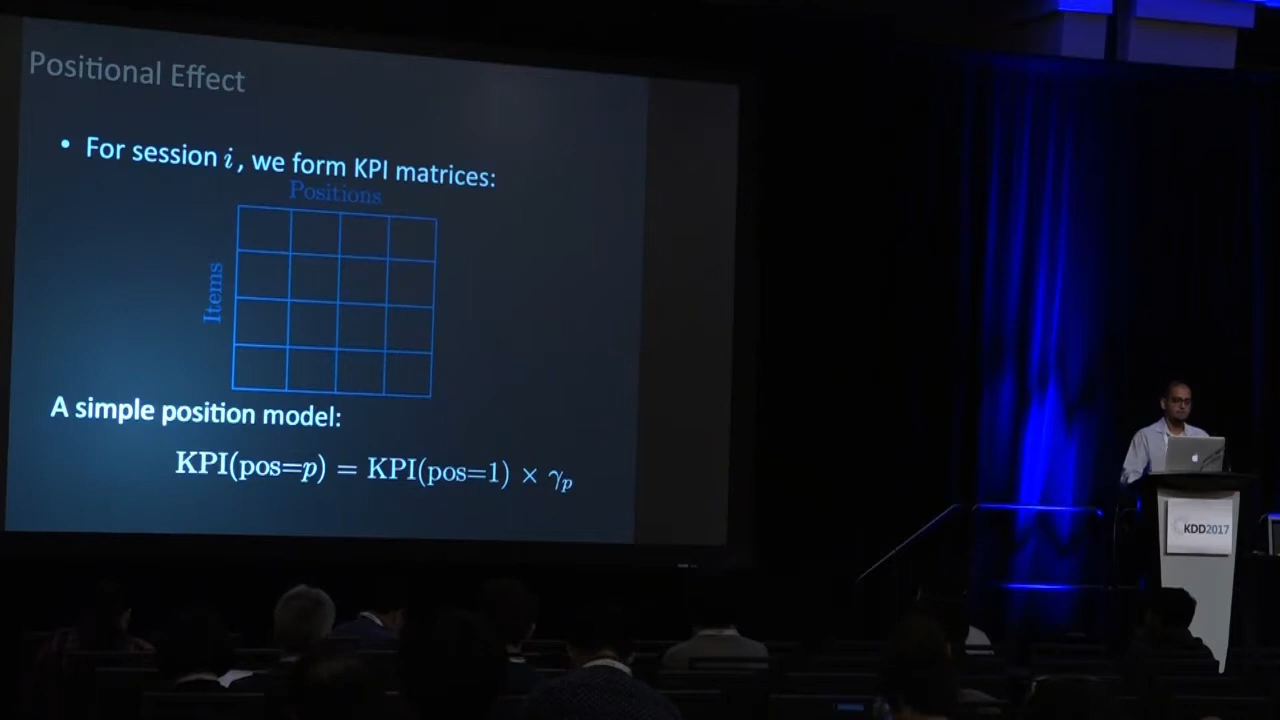 Positional Effect
• For session i, we form KPI matrices:
Positions
Items
A simple position model:
KPI(pos=p) = KPI(pos=1) × γₚ
KDD2017